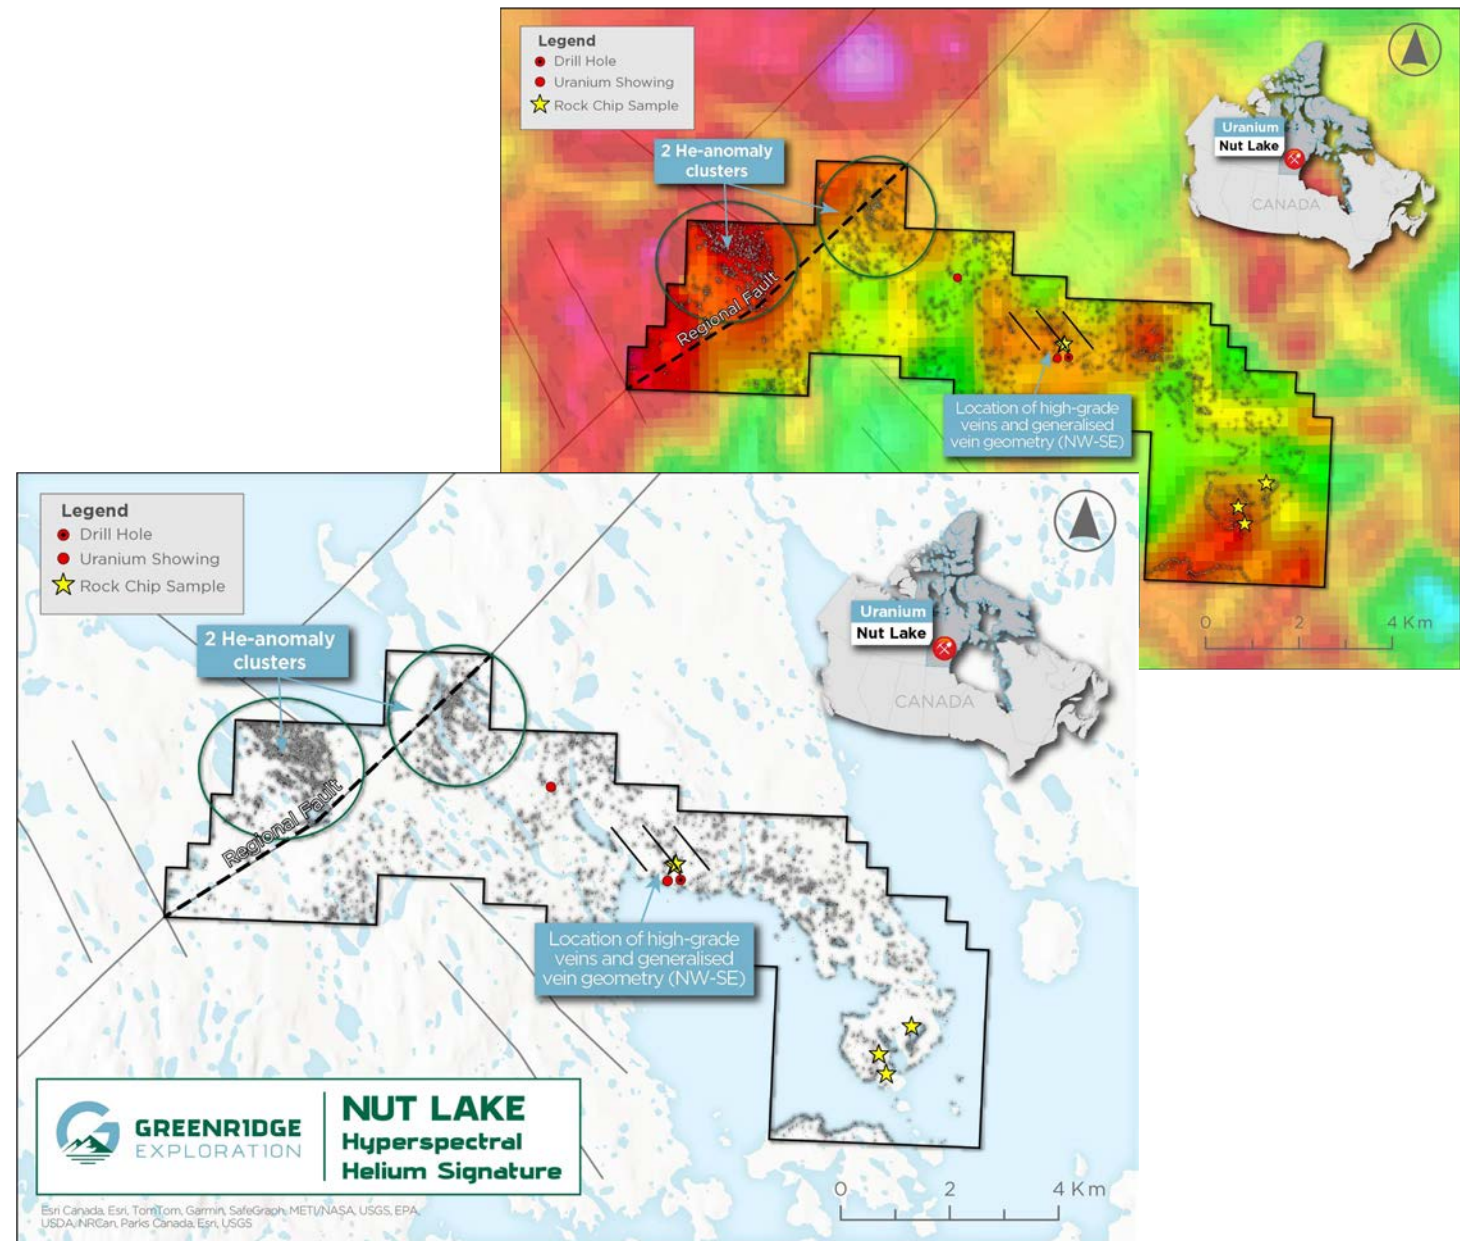 Legend
Drill Hole
Uranium Showing
Rock Chip Sample
2 He-anomaly
clusters
Uranium
Nut Lake
CANADA
Regional Fault
Location of high-grade
veins and generalised
vein geometry (NW-SE)
0 2 4 Km
Legend
Drill Hole
Uranium Showing
Rock Chip Sample
2 He-anomaly
clusters
Uranium
Nut Lake
CANADA
Regional Fault
Location of high-grade
veins and generalised
vein geometry (NW-SE)
GREENR1DGE
EXPLORAT1ON
NUT LAKE
Hyperspectral
Helium Signature
0 2 4 Km
Esri Canada, Esri, TomTom, Garmin, SafeGraph, METI/NASA, USGS, EPA,
USDA, NRCan, Parks Canada, Esri, USGS